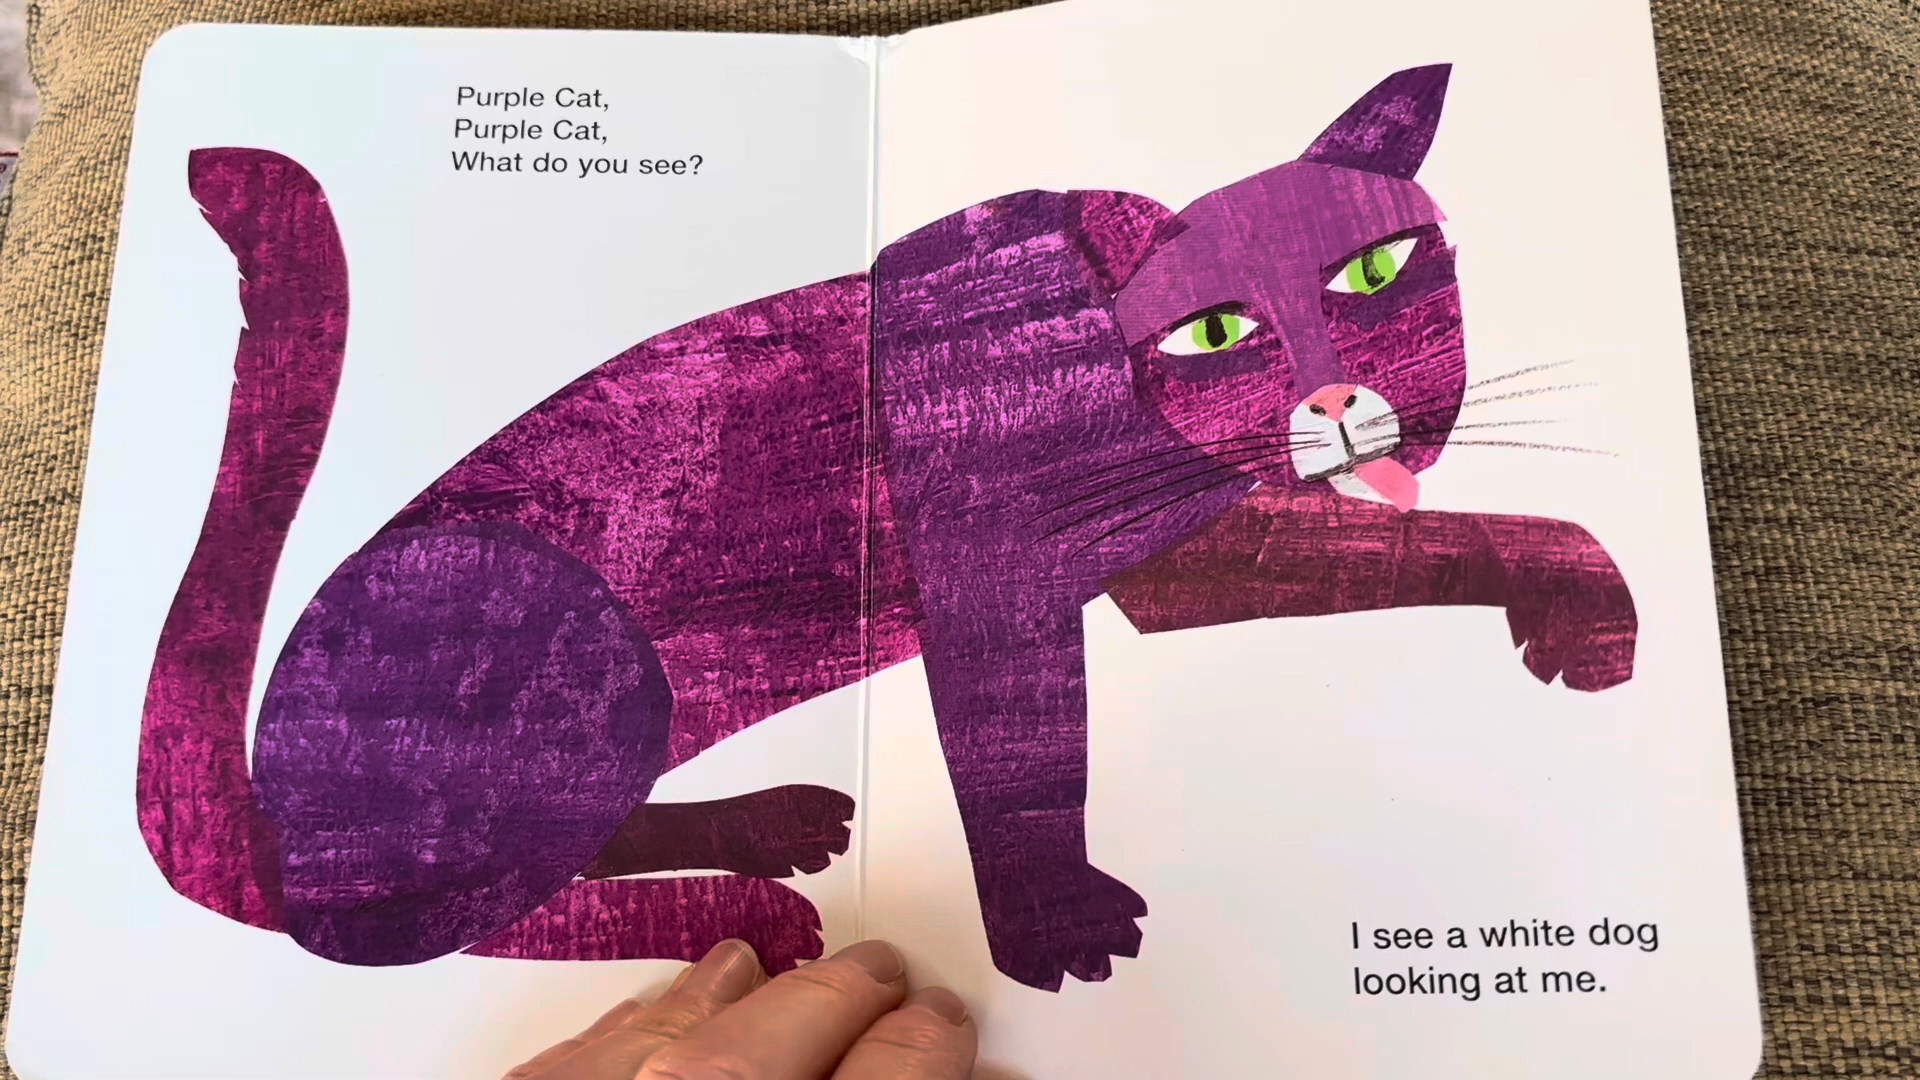 Purple Cat,
Purple Cat,
What do you see?
I see a white dog
looking at me.